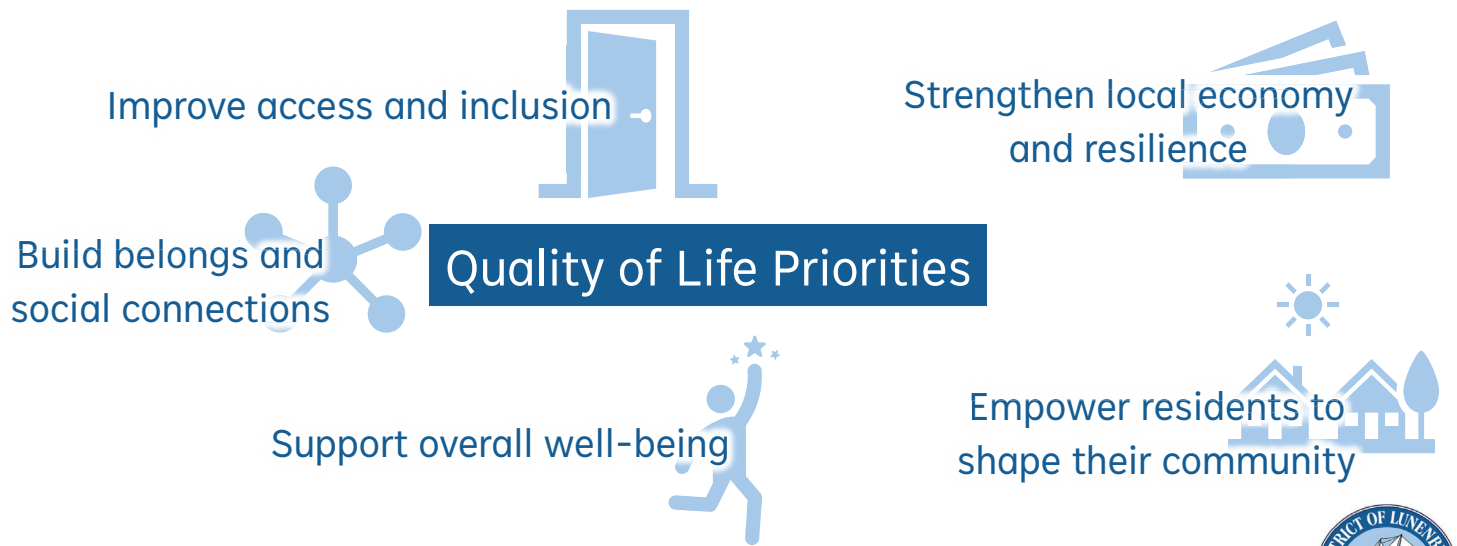 Improve access and inclusion
Strengthen local economy
and resilience
Build belongs and
social connections
Quality of Life Priorities
Support overall well-being
Empower residents to
shape their community
OF